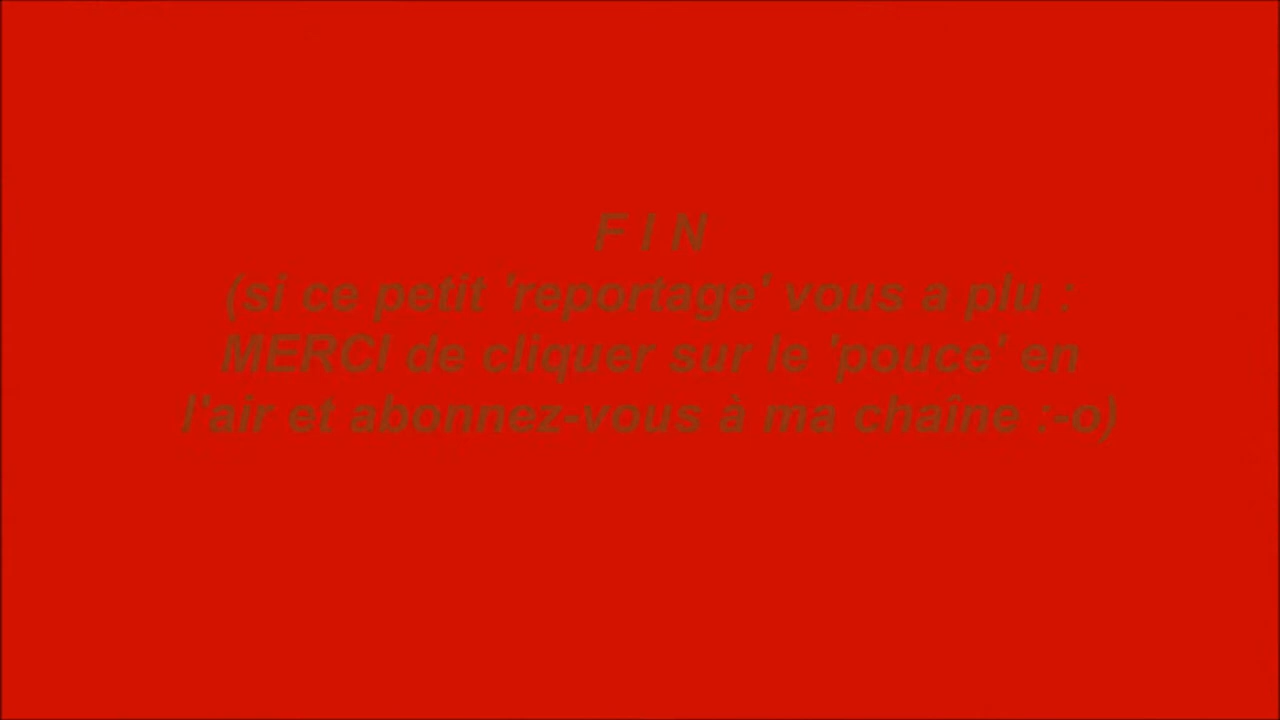 F I N
(si ce petit 'reportage' vous a plu :
MERCI de cliquer sur le 'pouce' en
l'air et abonnez-vous à ma chaîne :-o)